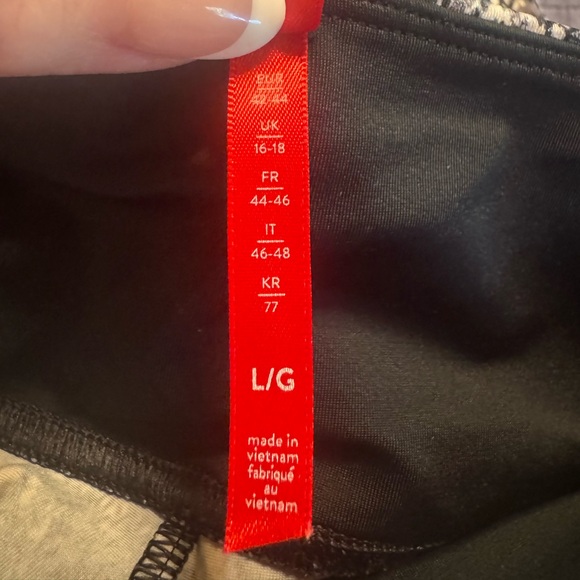 EUR
42-44
UK
16-18
FR
44-46
IT
46-48
KR
77
L/G
made in
vietnam
fabriqué
au
vietnam